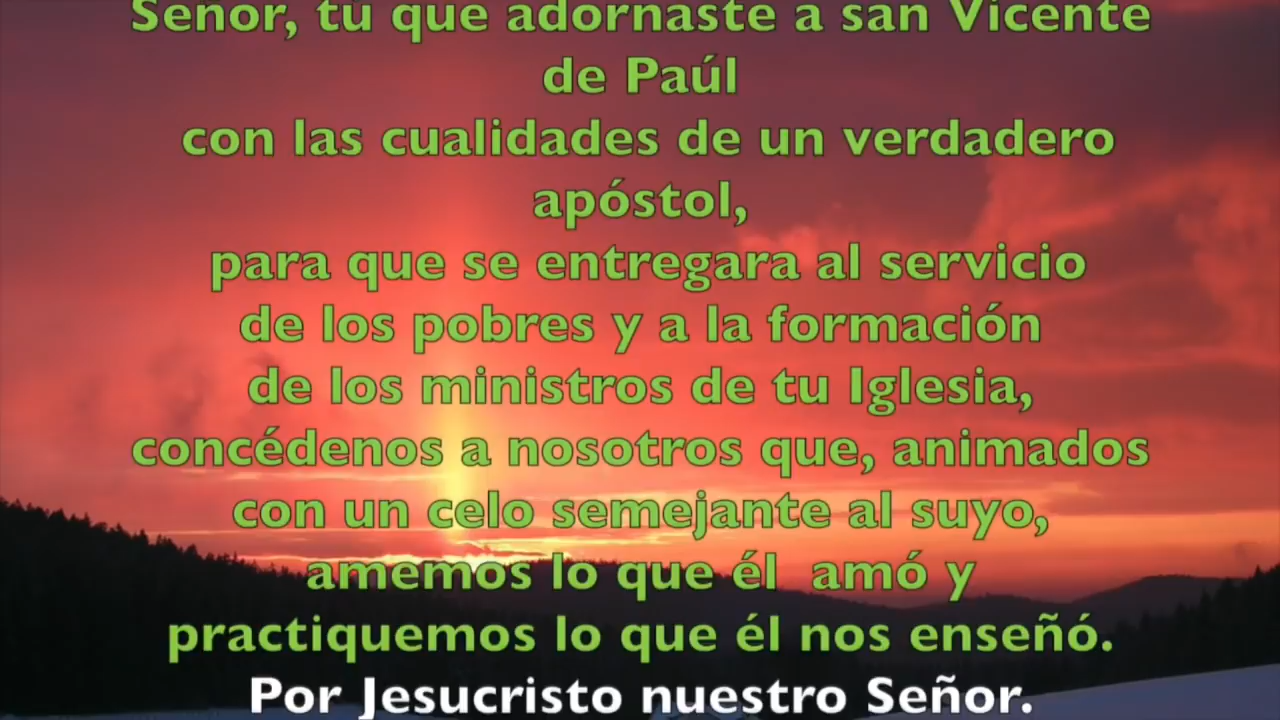 Señor, tú que adornaste a san Vicente
de Paúl
con las cualidades de un verdadero
apóstol,
para que se entregara al servicio
de los pobres y a la formación
de los ministros de tu Iglesia,
concédenos a nosotros que, animados
con un celo semejante al suyo,
amemos lo que él  amó y
practiquemos lo que él nos enseñó.
Por Jesucristo nuestro Señor.